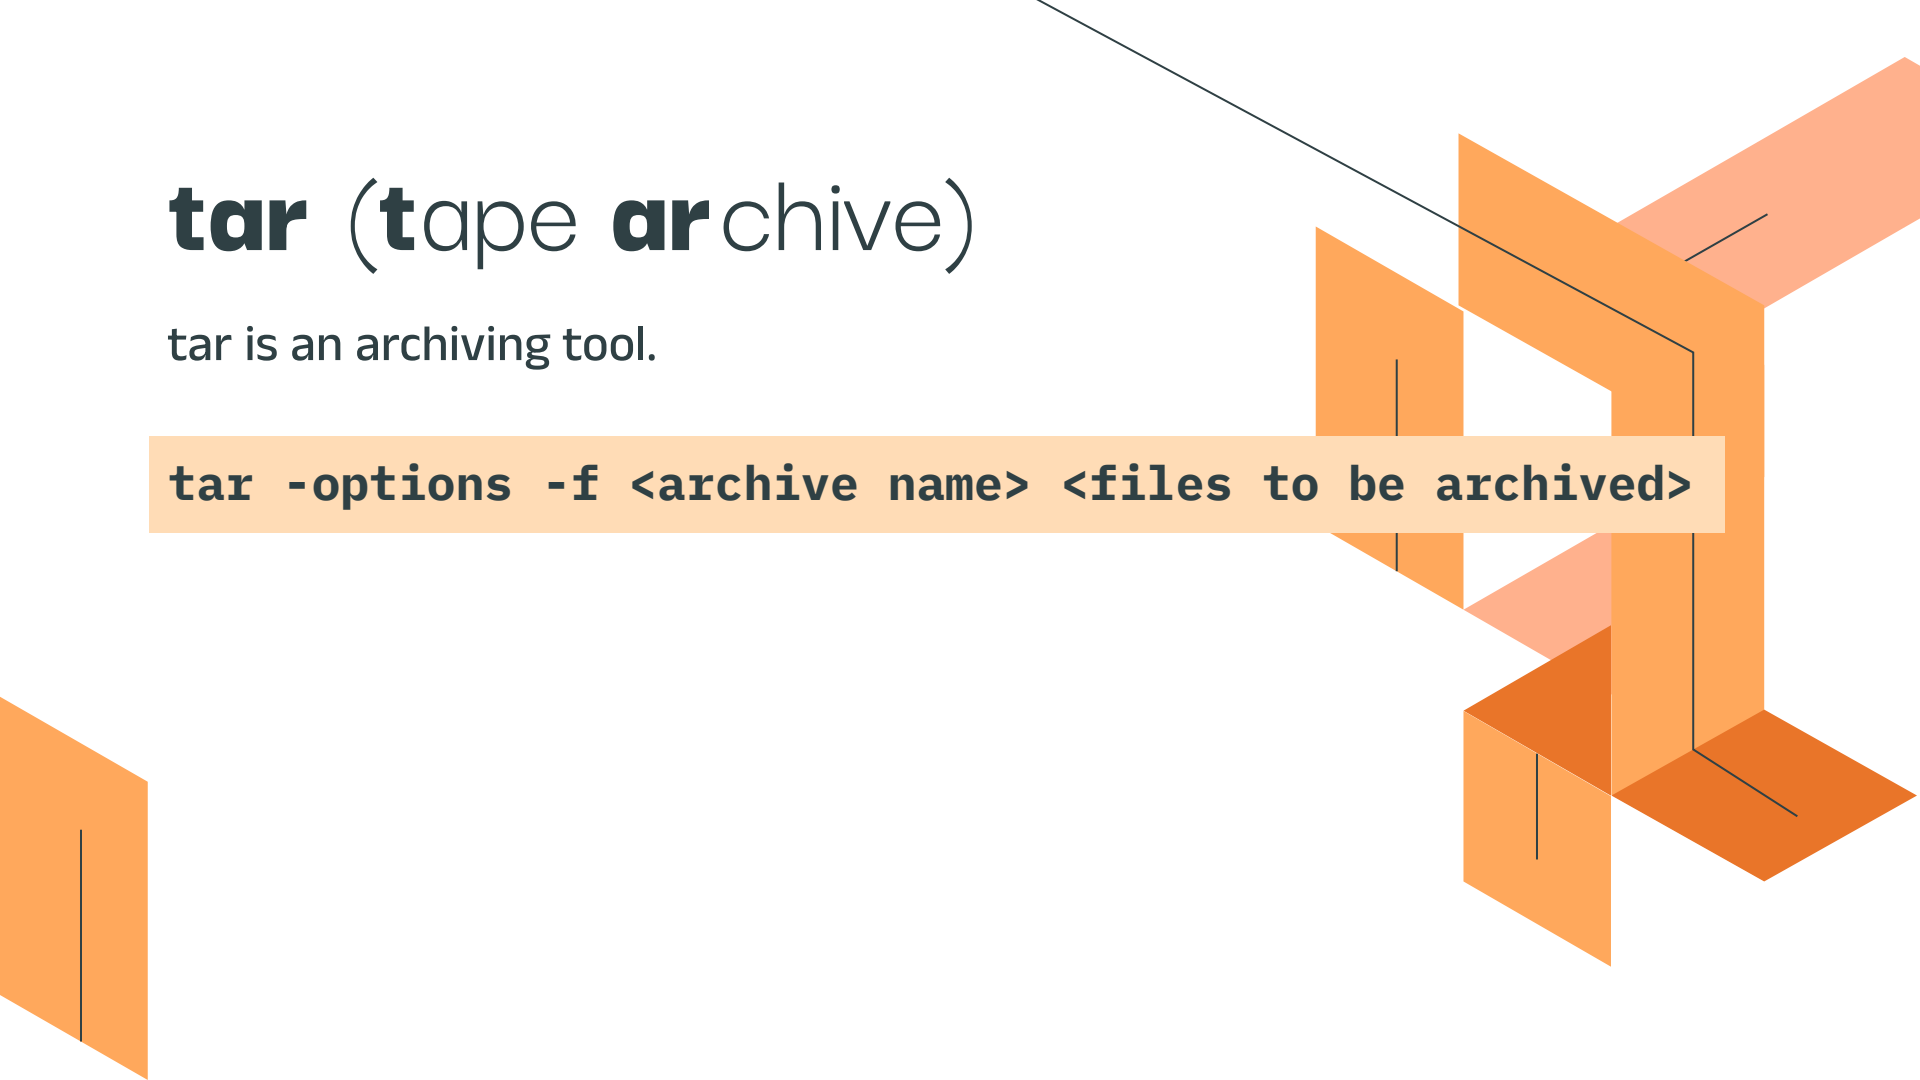 tar (tape archive)
tar is an archiving tool.
tar -options -f <archive name> <files to be archived>